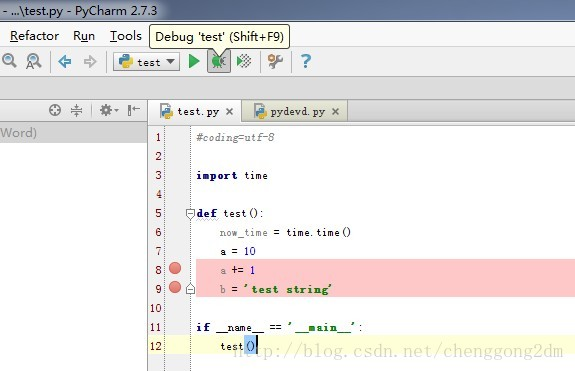 - ...\test.py - PyCharm 2.7.3
Refactor Run Tools
Debug 'test' (Shift+F9)
test
test.py pydevd.py
Word)
1 #coding=utf-8
2
3 import time
4
5 def test():
6 now_time = time.time()
7 a = 10
8 a += 1
9 b = 'test string'
10
11 if __name__ == '__main__':
12 test()
http://blog.csdn.net/chenggong2dm